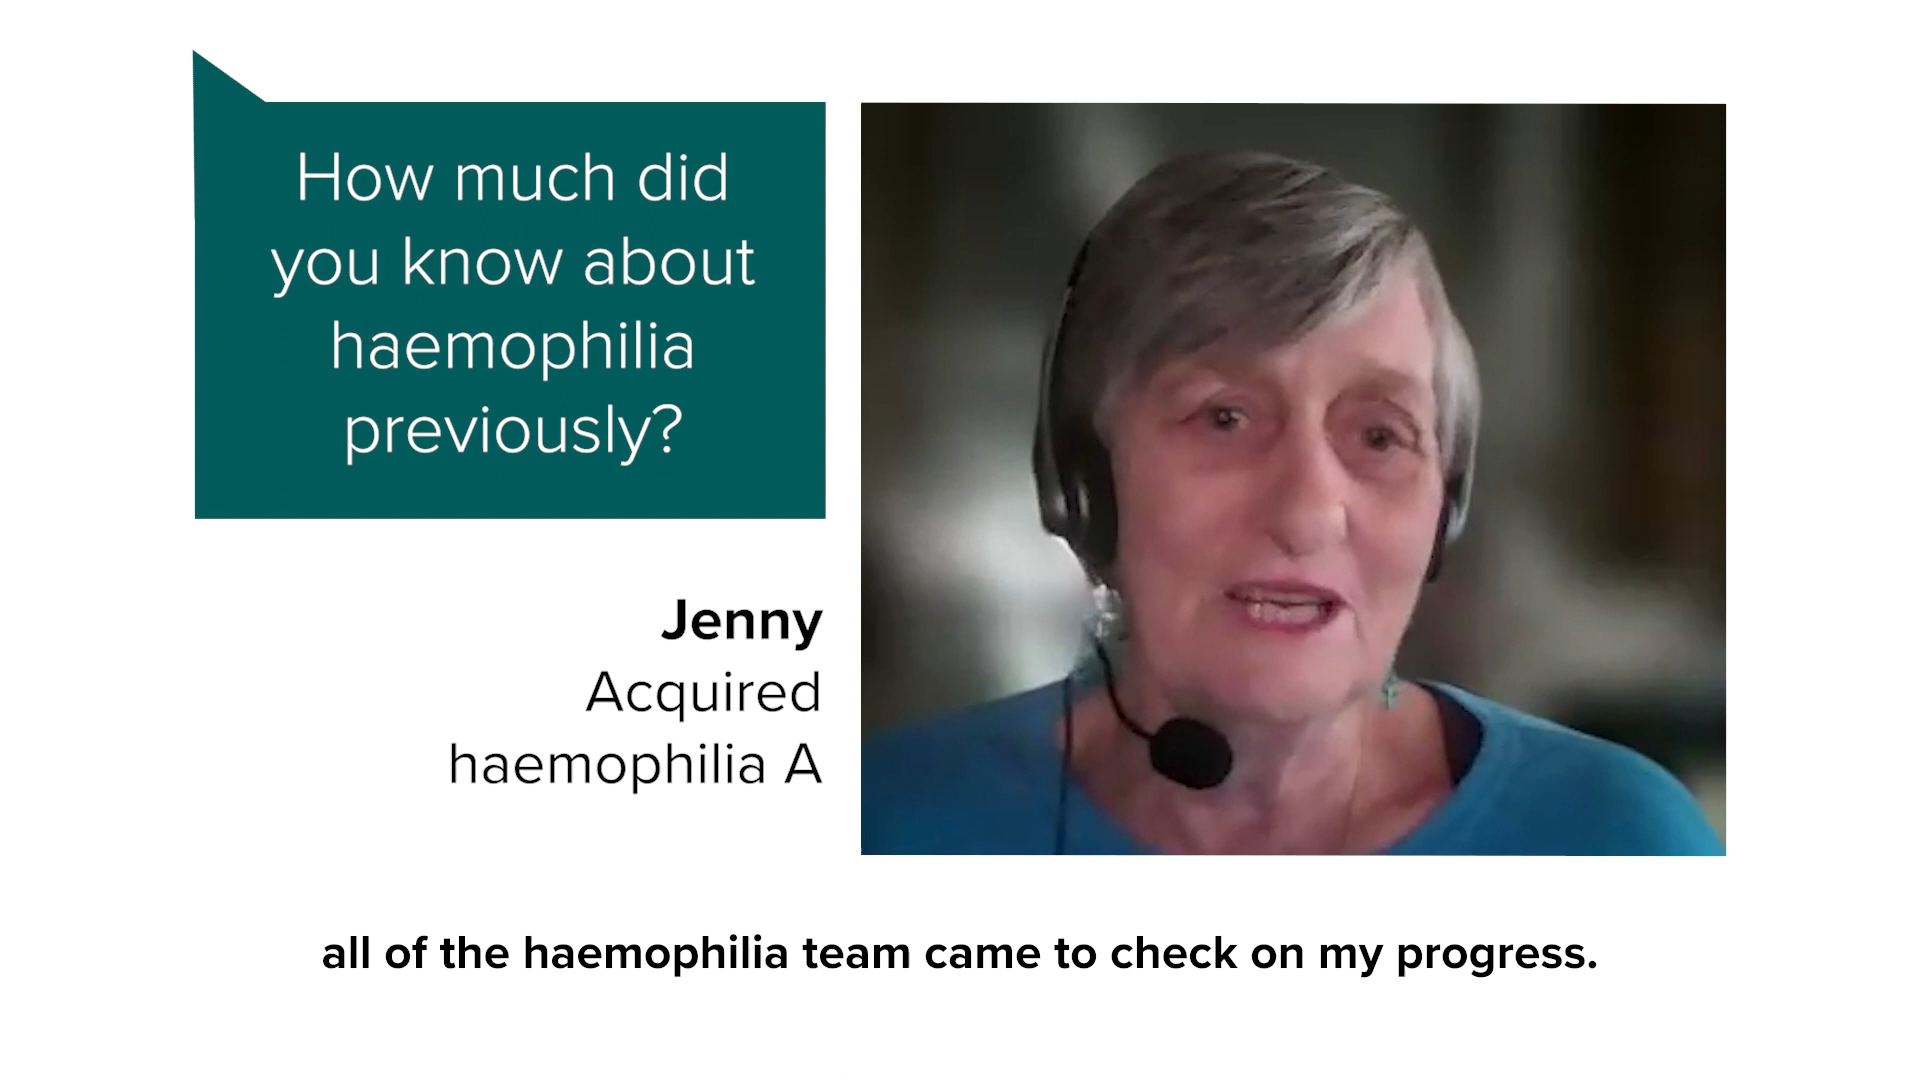 How much did
you know about
haemophilia
previously?
Jenny
Acquired
haemophilia A
all of the haemophilia team came to check on my progress.